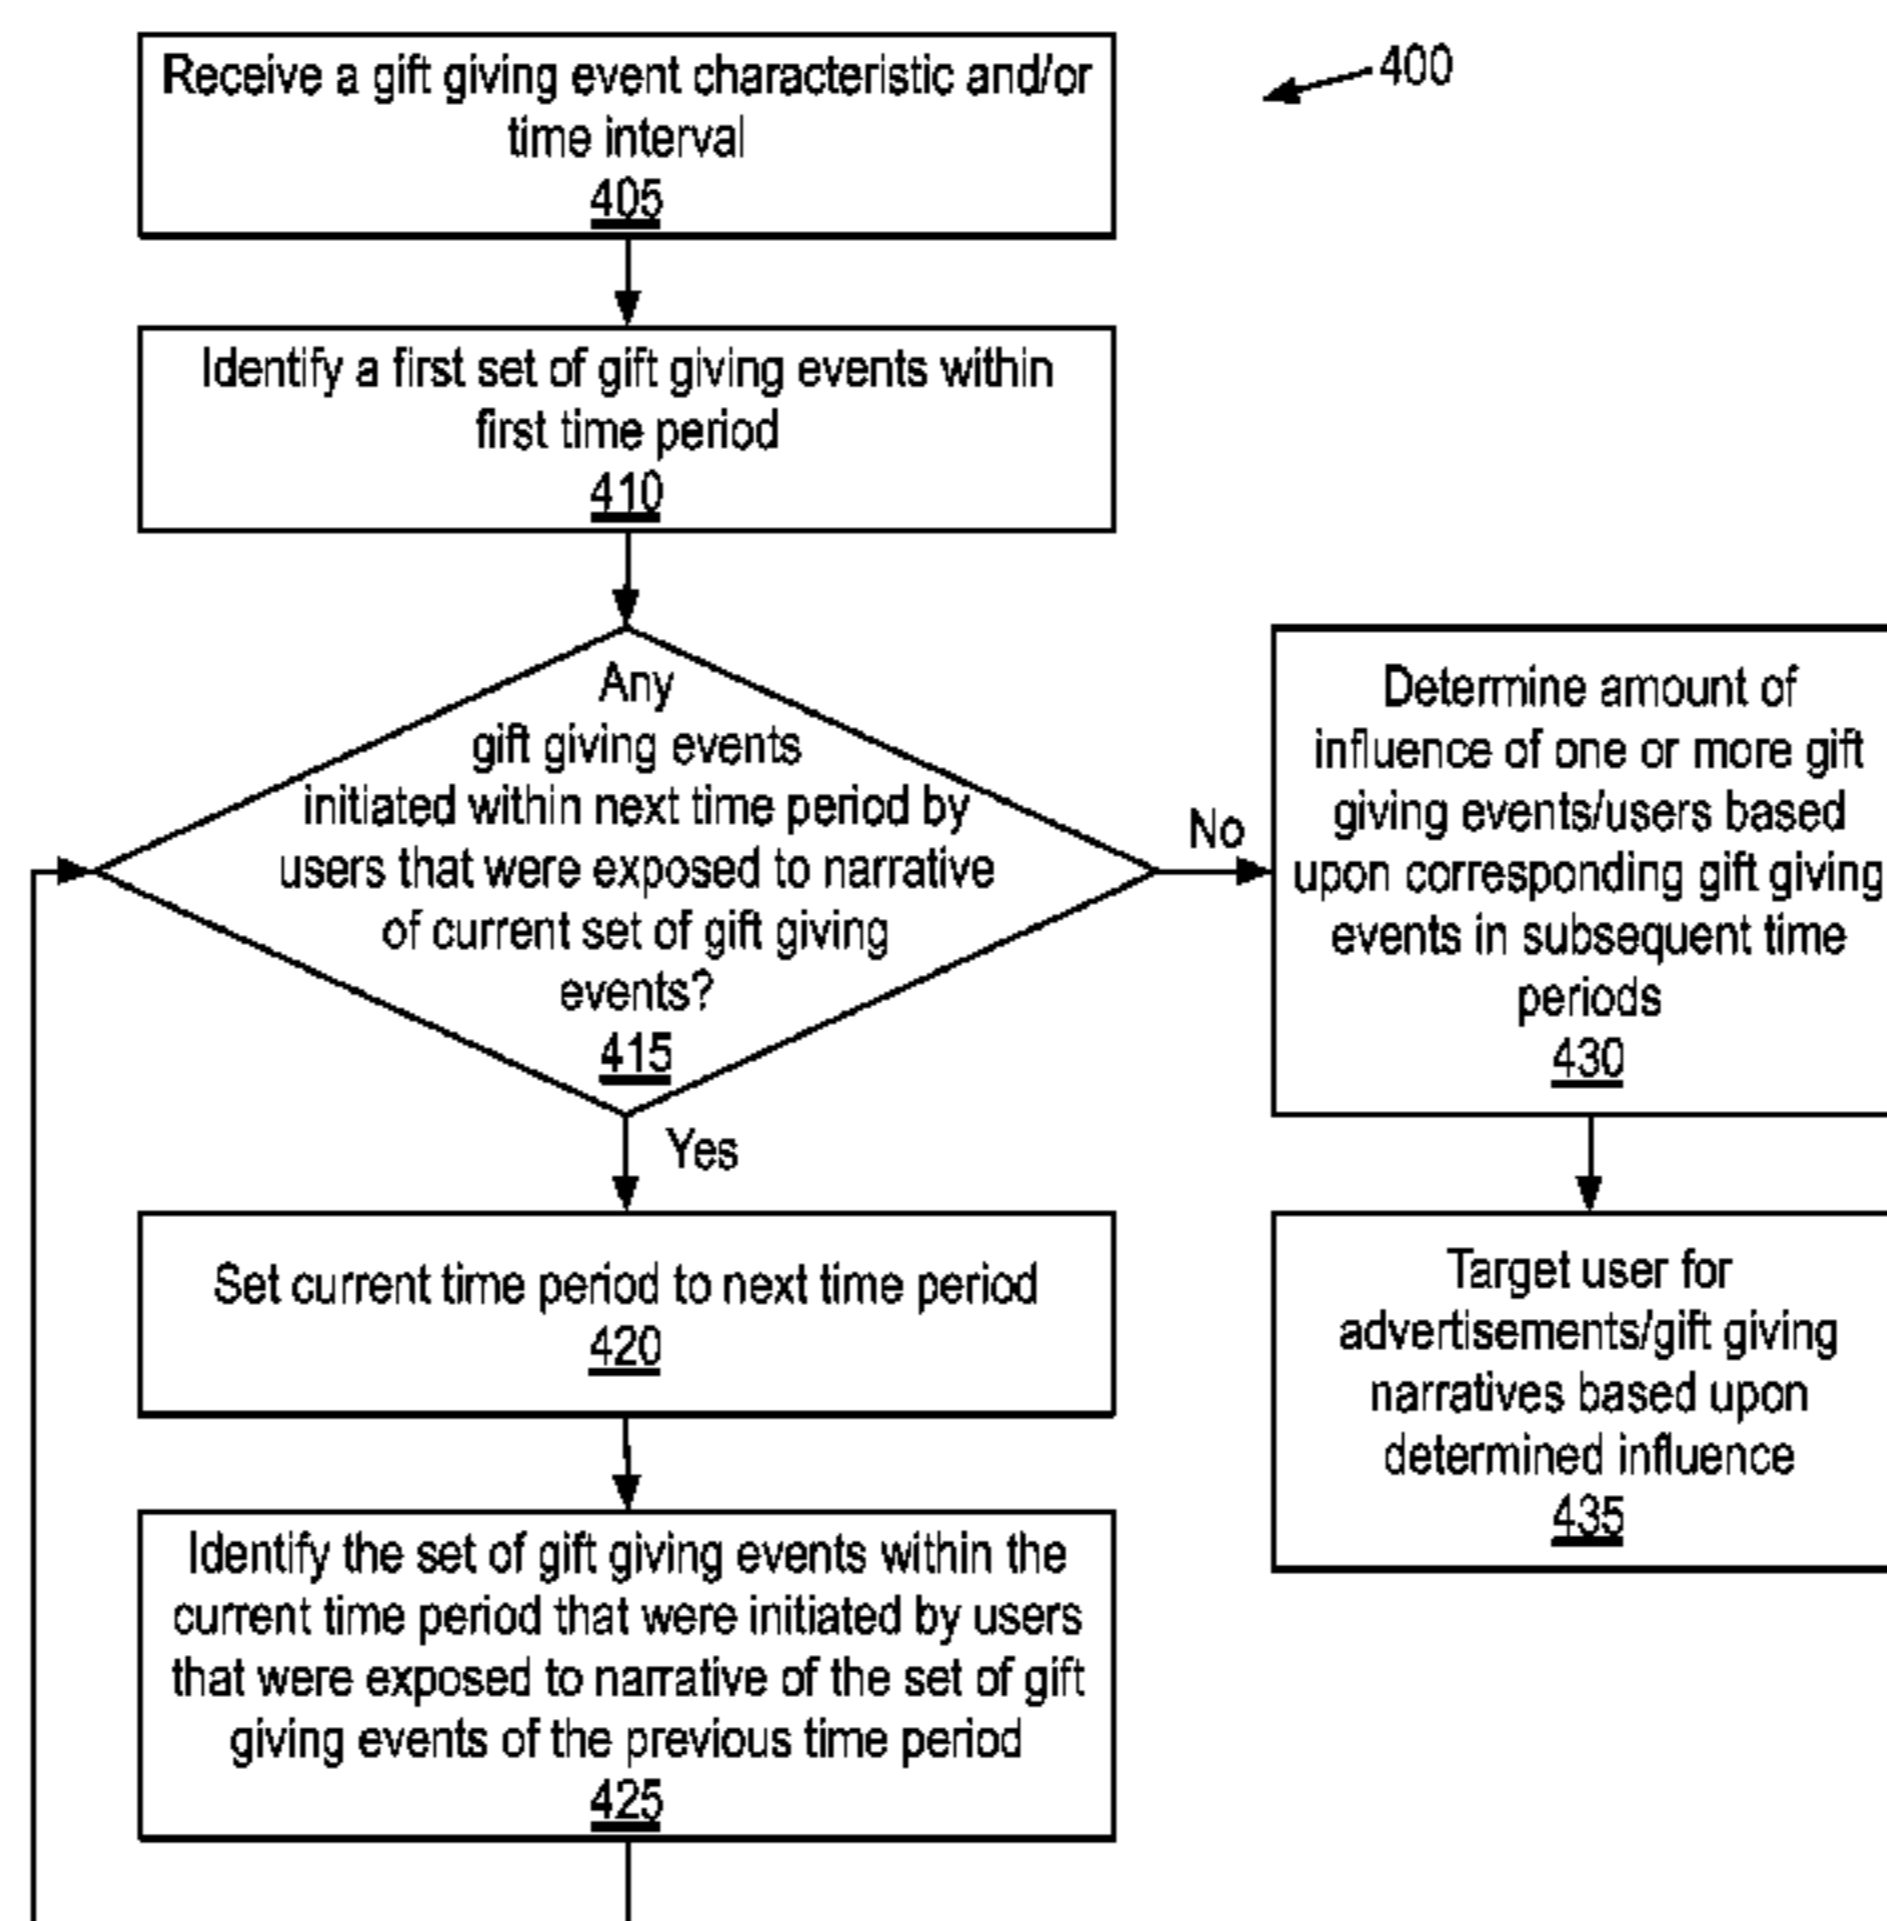 Receive a gift giving event characteristic and/or
time interval
405
400
Identify a first set of gift giving events within
first time period
410
Any
gift giving events
initiated within next time period by
users that were exposed to narrative
of current set of gift giving
events?
415
No
Yes
Determine amount of
influence of one or more gift
giving events/users based
upon corresponding gift giving
events in subsequent time
periods
430
Set current time period to next time period
420
Target user for
advertisements/gift giving
narratives based upon
determined influence
435
Identify the set of gift giving events within the
current time period that were initiated by users
that were exposed to narrative of the set of gift
giving events of the previous time period
425